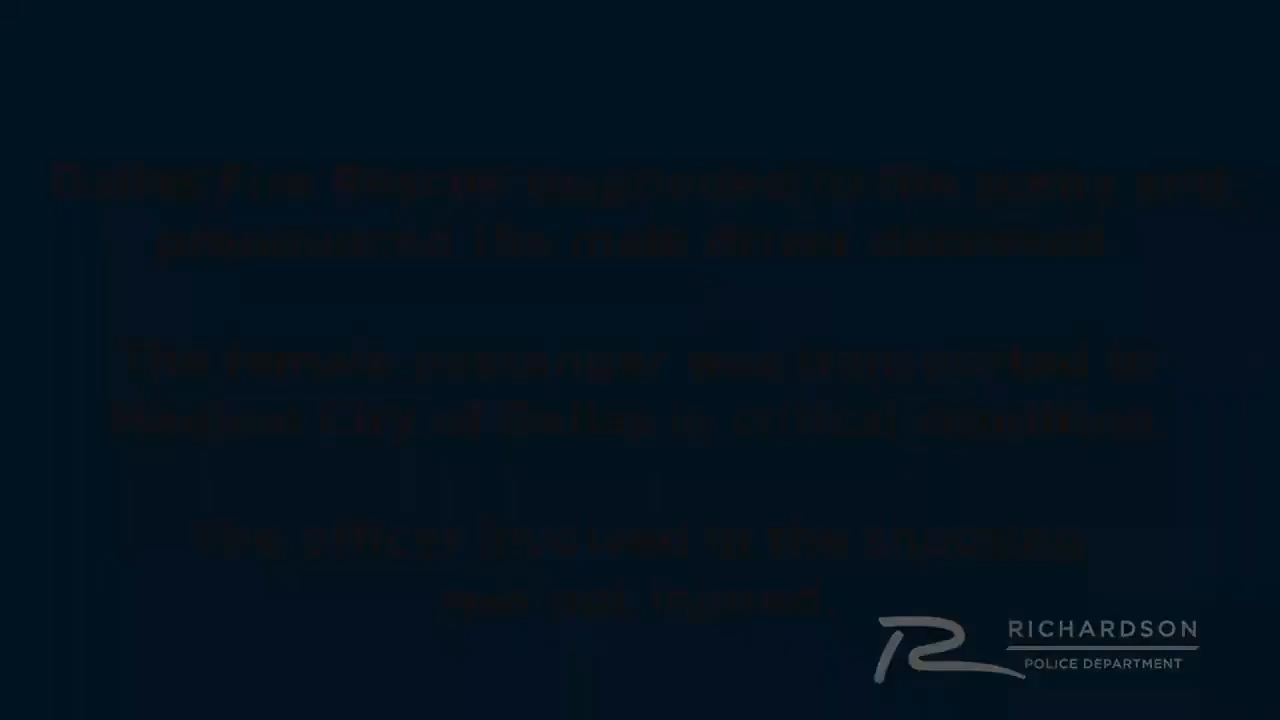 Dallas Fire Rescue responded to the scene and
pronounced the male driver deceased.
The female passenger was transported to
Medical City of Dallas in critical condition.
The officer involved in the shooting
was not injured.
RICHARDSON
POLICE DEPARTMENT